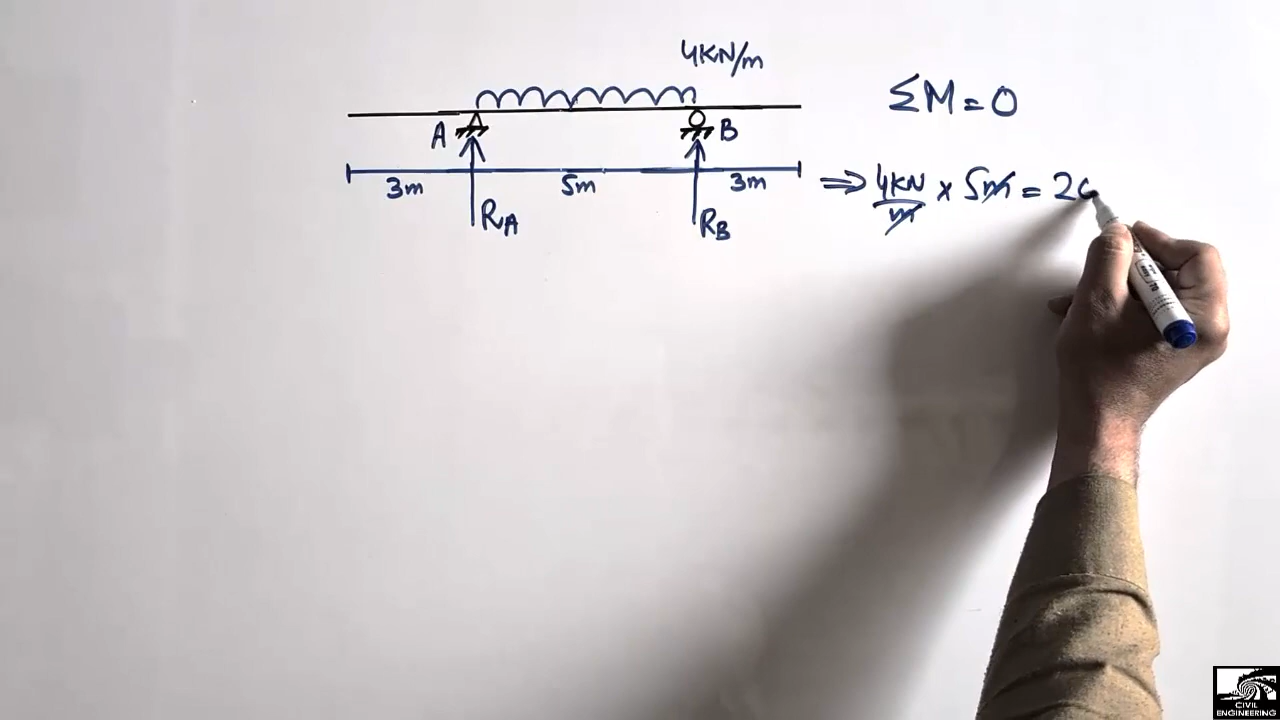 4KN/m
ΣM=0
A B
3m 5m 3m
⇒ 4KN/m × 5m = 20
RA RB
CIVIL
ENGINEERING